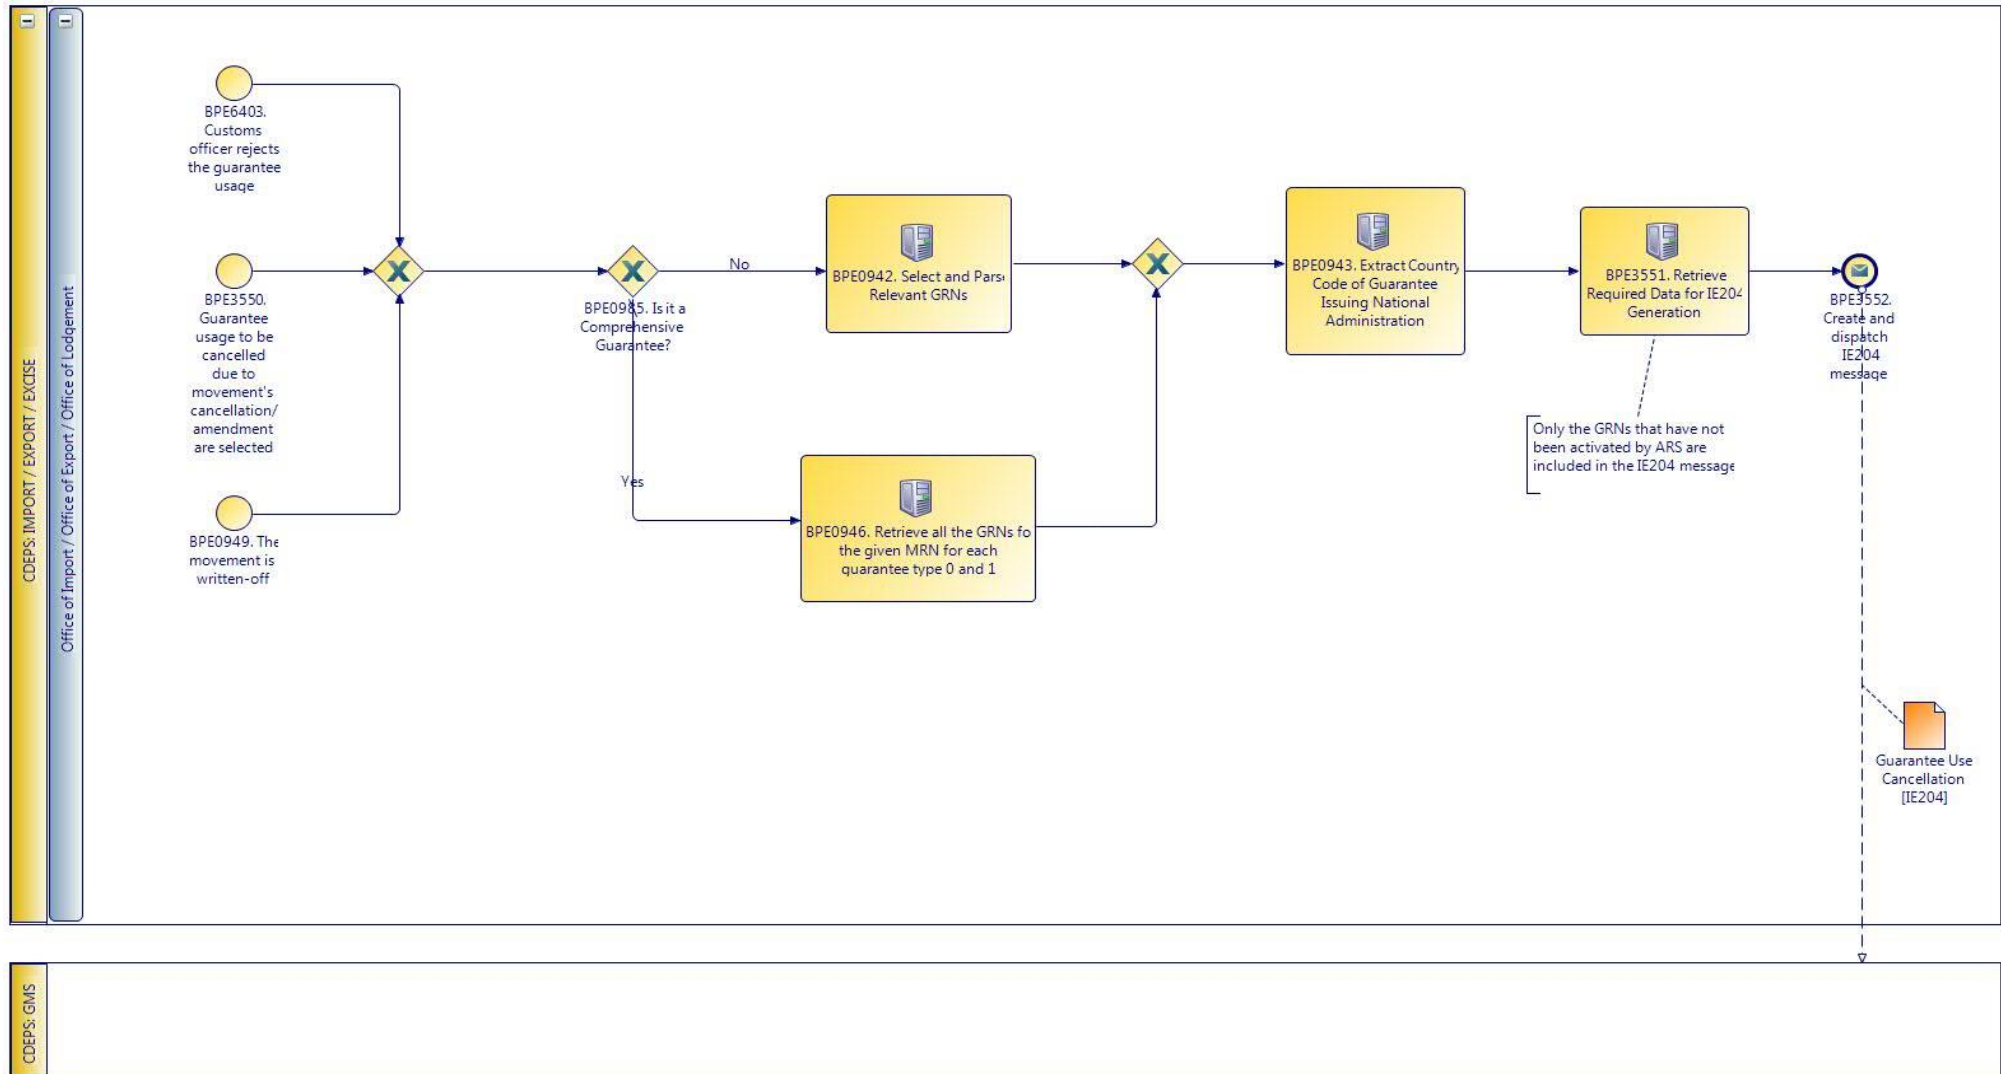 CDEPS: IMPORT / EXPORT / EXCISE
Office of Import / Office of Export / Office of Lodgement
BPE6403.
Customs
officer rejects
the guarantee
usage
BPE3550.
Guarantee
usage to be
cancelled
due to
movement's
cancellation/
amendment
are selected
BPE0949. The
movement is
written-off
BPE0985. Is it a
Comprehensive
Guarantee?
No
Yes
BPE0942. Select and Parse
Relevant GRNs
BPE0946. Retrieve all the GRNs fo
the given MRN for each
guarantee type 0 and 1
BPE0943. Extract Country
Code of Guarantee
Issuing National
Administration
BPE3551. Retrieve
Required Data for IE204
Generation
Only the GRNs that have not
been activated by ARS are
included in the IE204 message
BPE3552.
Create and
dispatch
IE204
message
Guarantee Use
Cancellation
[IE204]
CDEPS: GMS